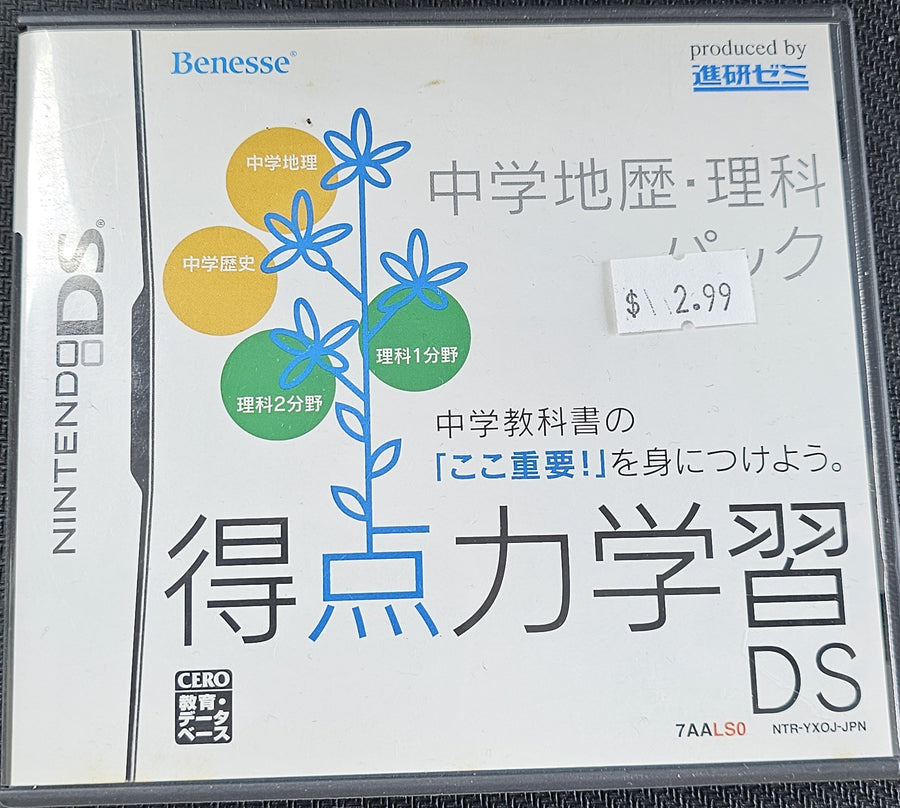 Benesse®
produced by
進研ゼミ
NINTENDO DS®
中学地理
中学歴史
理科1分野
理科2分野
中学地歴・理科
パック
$ 2.99
中学教科書の
「ここ重要!」を身につけよう。
得点力学習
DS
CERO
教育・
データ
ベース
7AALS0
NTR-YXOJ-JPN